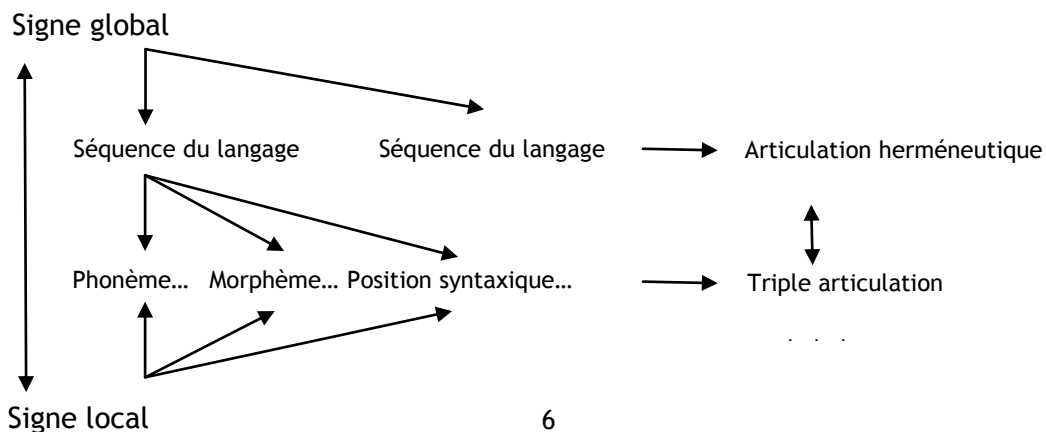 Signe global
Séquence du langage Séquence du langage Articulation herméneutique
Phonème… Morphème… Position syntaxique… Triple articulation
. . .
Signe local 6